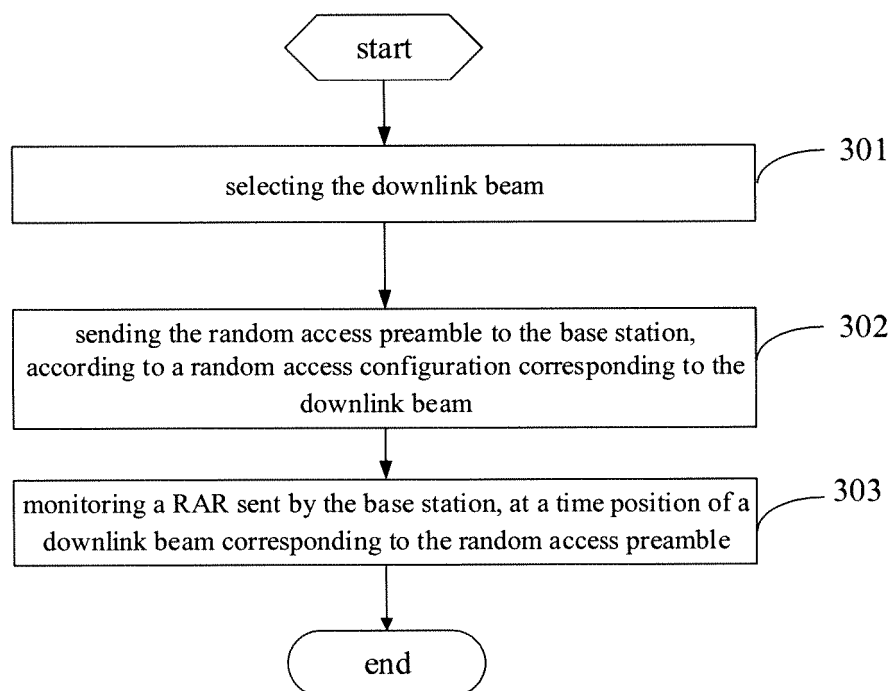 start
selecting the downlink beam
301
sending the random access preamble to the base station,
according to a random access configuration corresponding to the
downlink beam
302
monitoring a RAR sent by the base station, at a time position of a
downlink beam corresponding to the random access preamble
303
end